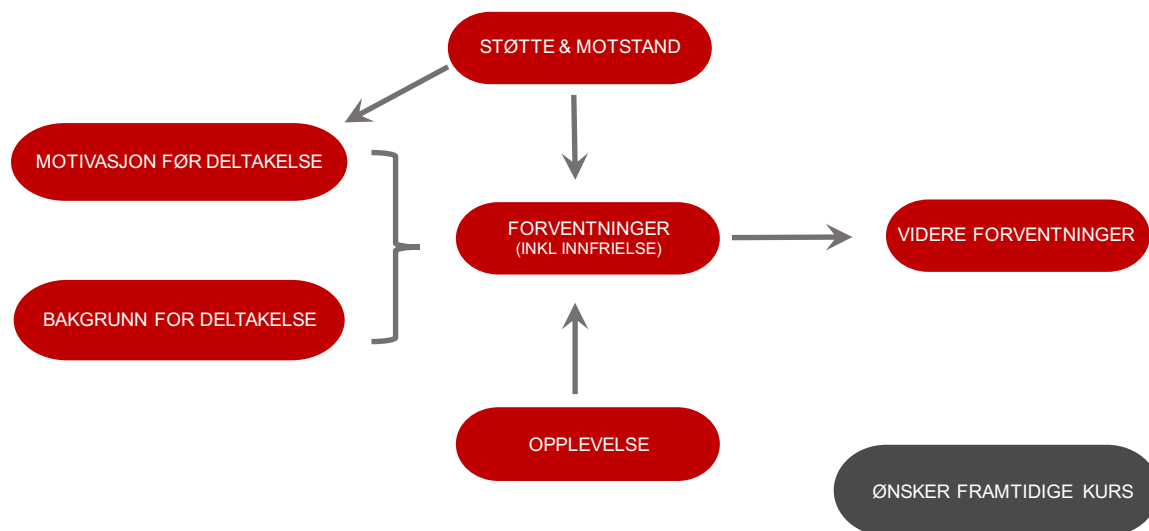 STØTTE & MOTSTAND
MOTIVASJON FØR DELTAKELSE
FORVENTNINGER
(INKL INNFRIELSE)
VIDERE FORVENTNINGER
BAKGRUNN FOR DELTAKELSE
OPPLEVELSE
ØNSKER FRAMTIDIGE KURS